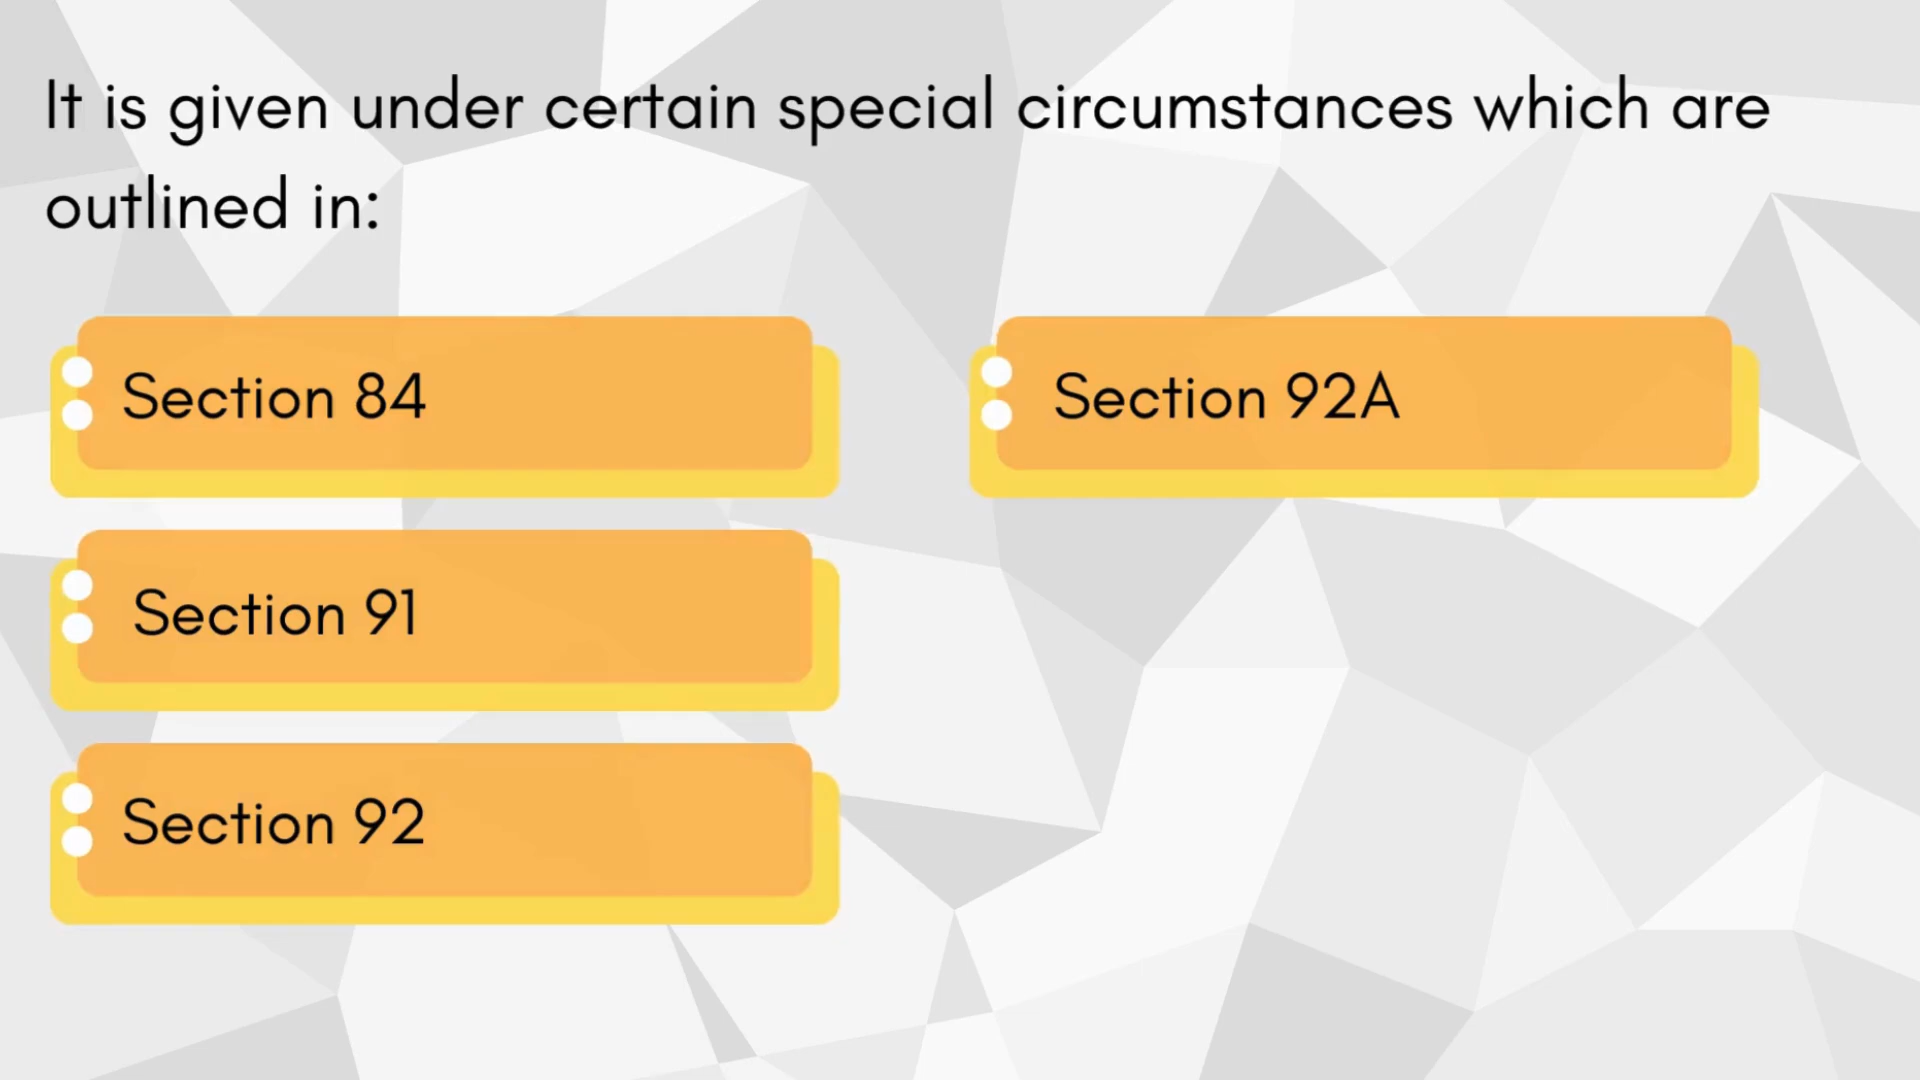 It is given under certain special circumstances which are
outlined in:
Section 84
Section 91
Section 92
Section 92A